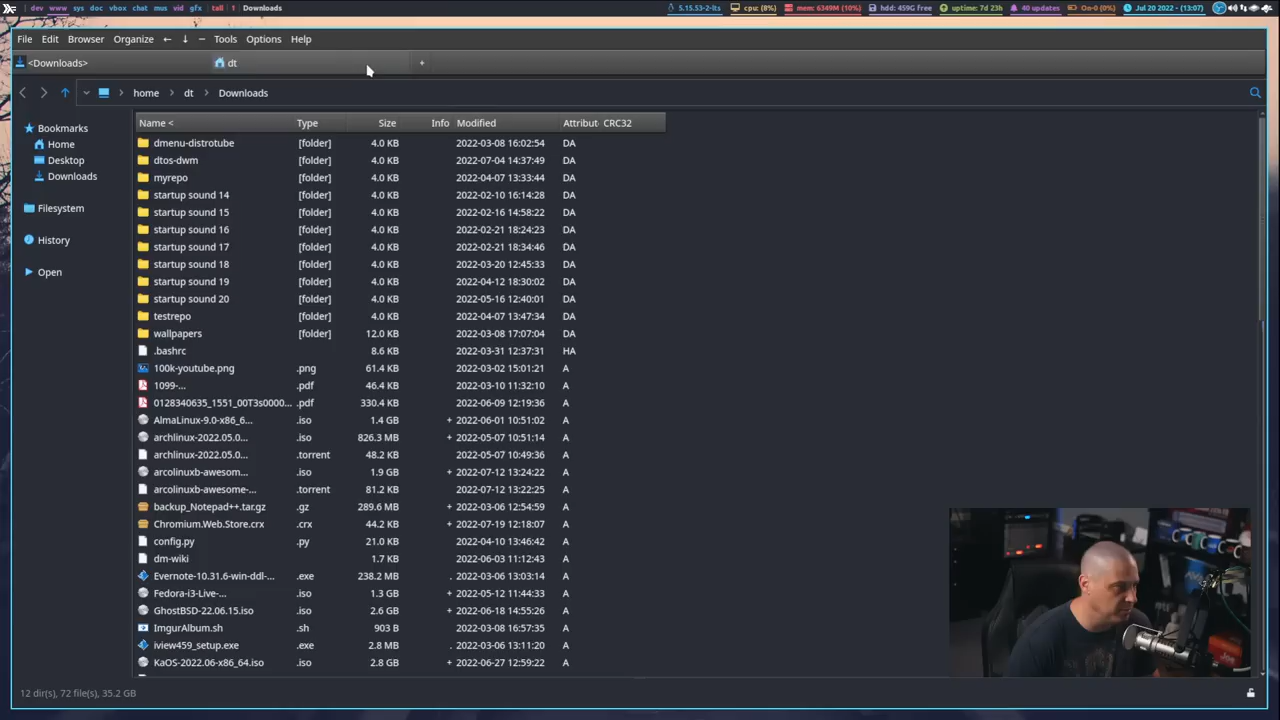 dev www sys doc vbox chat mus vid gfx | tall | 1 | Downloads
5.15.53-2-lts cpu: (8%) mem: 6349M (10%) hdd: 459G free uptime: 7d 23h 40 updates On-0 (0%) Jul 20 2022 - (13:07)
File Edit Browser Organize ← ↓ − Tools Options Help
<Downloads> dt +
home dt Downloads
Bookmarks
Home
Desktop
Downloads
Filesystem
History
Open
Name < Type Size Info Modified Attribut CRC32
dmenu-distrotube [folder] 4.0 KB 2022-03-08 16:02:54 DA
dtos-dwm [folder] 4.0 KB 2022-07-04 14:37:49 DA
myrepo [folder] 4.0 KB 2022-04-07 13:33:44 DA
startup sound 14 [folder] 4.0 KB 2022-02-10 16:14:28 DA
startup sound 15 [folder] 4.0 KB 2022-02-16 14:58:22 DA
startup sound 16 [folder] 4.0 KB 2022-02-21 18:24:23 DA
startup sound 17 [folder] 4.0 KB 2022-02-21 18:34:46 DA
startup sound 18 [folder] 4.0 KB 2022-03-20 12:45:33 DA
startup sound 19 [folder] 4.0 KB 2022-04-12 18:30:02 DA
startup sound 20 [folder] 4.0 KB 2022-05-16 12:40:01 DA
testrepo [folder] 4.0 KB 2022-04-07 13:47:34 DA
wallpapers [folder] 12.0 KB 2022-03-08 17:07:04 DA
.bashrc 8.6 KB 2022-03-31 12:37:31 HA
100k-youtube.png .png 61.4 KB 2022-03-02 15:01:21 A
1099-... .pdf 46.4 KB 2022-03-10 11:32:10 A
0128340635_1551_00T3s0000... .pdf 330.4 KB 2022-06-09 12:19:36 A
AlmaLinux-9.0-x86_6... .iso 1.4 GB + 2022-06-01 10:51:02 A
archlinux-2022.05.0... .iso 826.3 MB + 2022-05-07 10:51:14 A
archlinux-2022.05.0... .torrent 48.2 KB 2022-05-07 10:49:36 A
arcolinuxb-awesom... .iso 1.9 GB + 2022-07-12 13:24:22 A
arcolinuxb-awesome-... .torrent 81.2 KB 2022-07-12 13:22:25 A
backup_Notepad++.tar.gz .gz 289.6 MB + 2022-03-06 12:54:59 A
Chromium.Web.Store.crx .crx 44.2 KB + 2022-07-19 12:18:07 A
config.py .py 21.0 KB 2022-04-10 13:46:42 A
dm-wiki 1.7 KB 2022-06-03 11:12:43 A
Evernote-10.31.6-win-ddl-... .exe 238.2 MB . 2022-03-06 13:03:14 A
Fedora-i3-Live-... .iso 1.3 GB + 2022-05-12 11:44:33 A
GhostBSD-22.06.15.iso .iso 2.6 GB + 2022-06-18 14:55:26 A
ImgurAlbum.sh .sh 903 B 2022-03-08 16:57:35 A
iview459_setup.exe .exe 2.8 MB . 2022-03-06 13:11:20 A
KaOS-2022.06-x86_64.iso .iso 2.8 GB + 2022-06-27 12:59:22 A
12 dir(s), 72 file(s), 35.2 GB